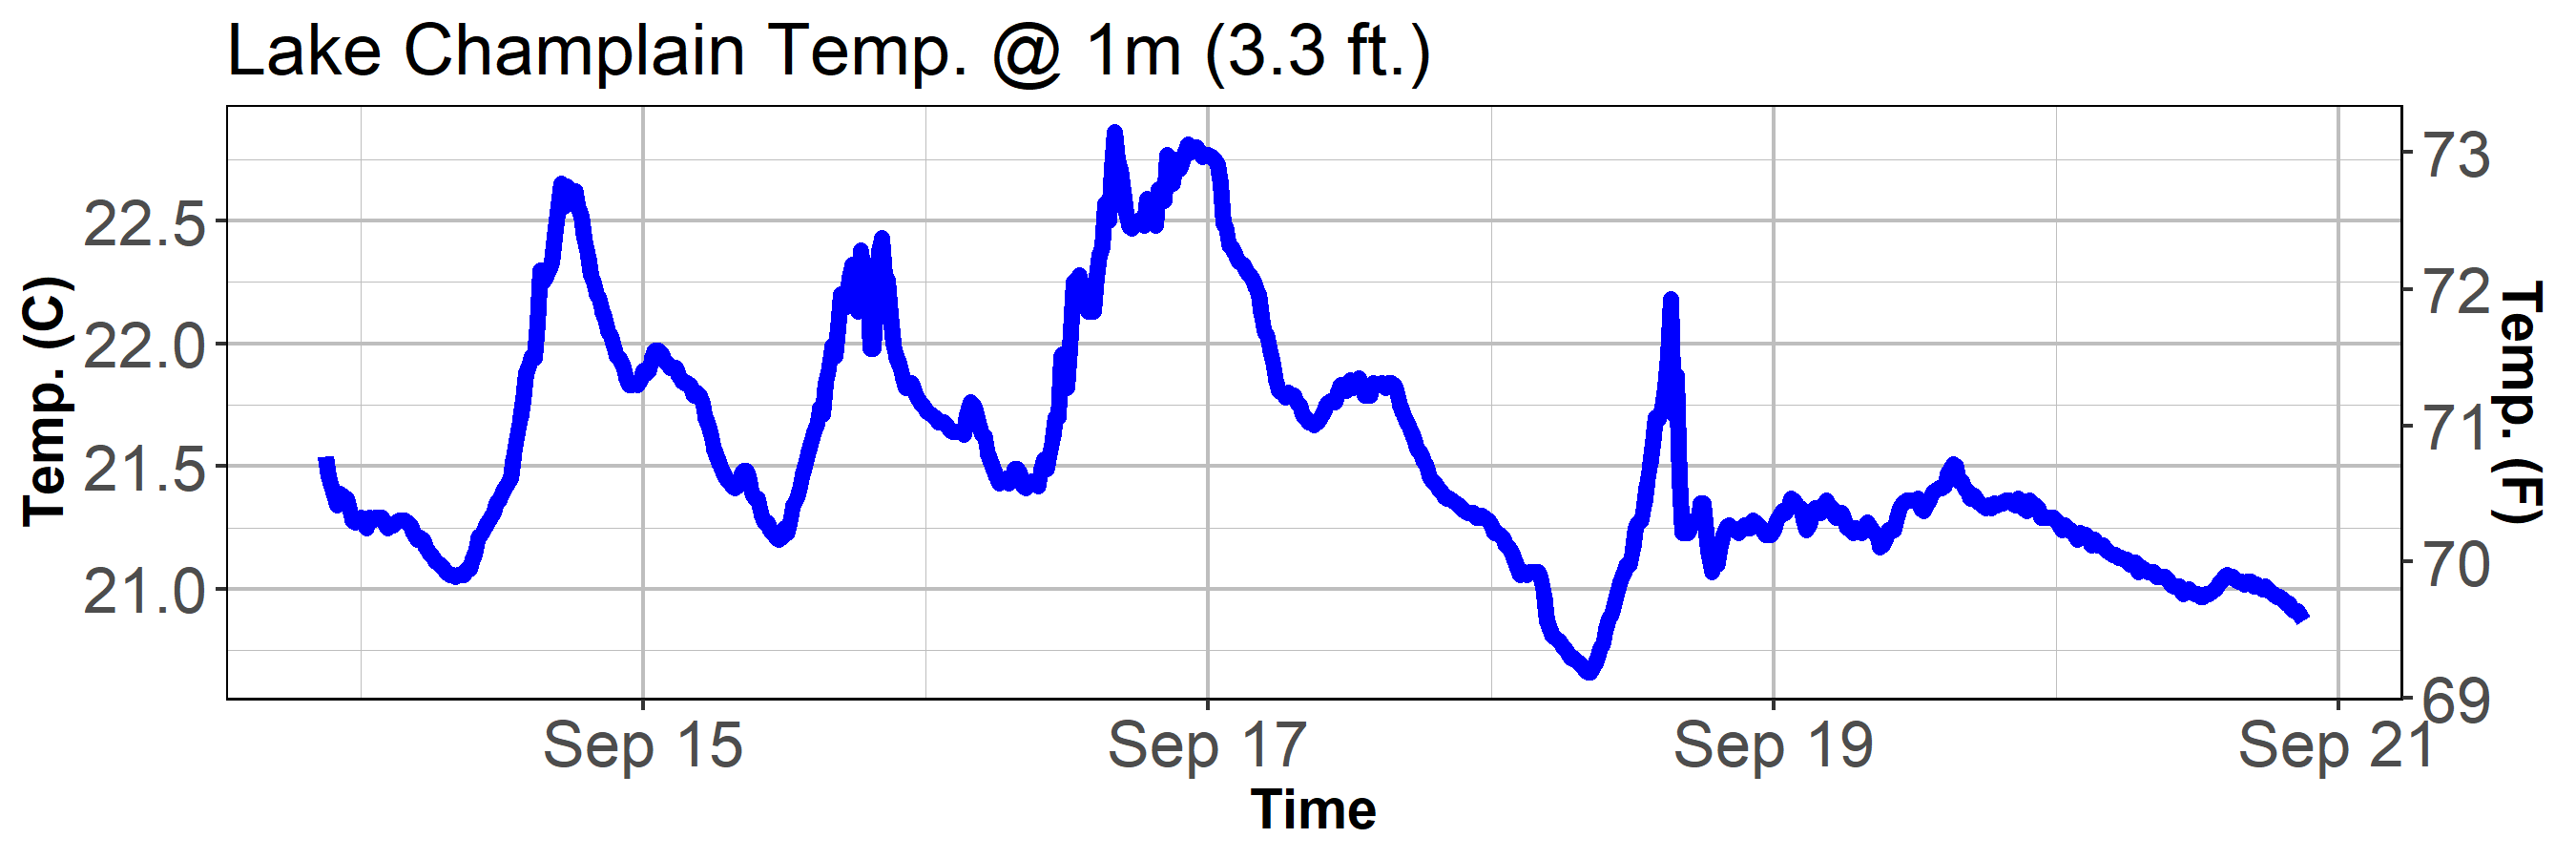 Lake Champlain Temp. @ 1m (3.3 ft.)
Temp. (C)
22.5
22.0
21.5
21.0
73
72
71
70
69
Temp. (F)
Sep 15
Sep 17
Sep 19
Sep 21
Time